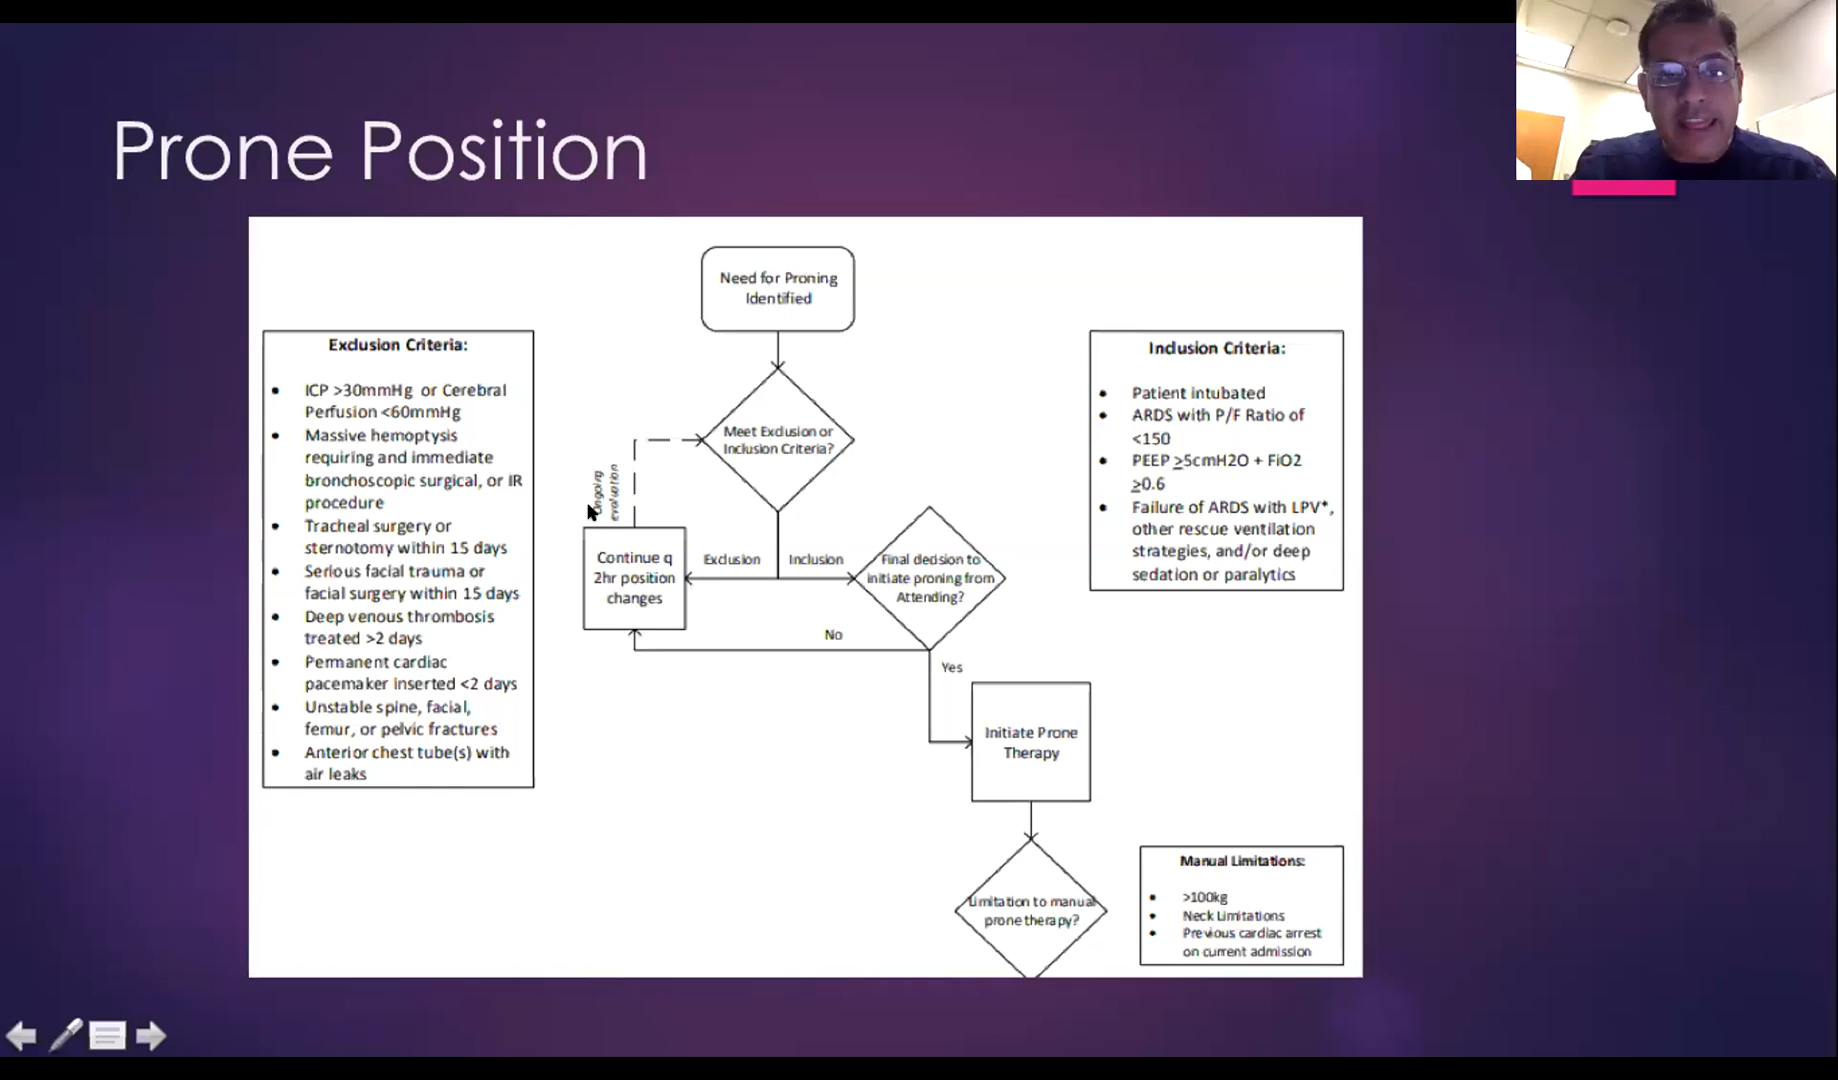 Prone Position
Need for Proning
Identified
Exclusion Criteria:
• ICP >30mmHg or Cerebral
Perfusion <60mmHg
• Massive hemoptysis
requiring and immediate
bronchoscopic surgical, or IR
procedure
• Tracheal surgery or
sternotomy within 15 days
• Serious facial trauma or
facial surgery within 15 days
• Deep venous thrombosis
treated >2 days
• Permanent cardiac
pacemaker inserted <2 days
• Unstable spine, facial,
femur, or pelvic fractures
• Anterior chest tube(s) with
air leaks
Meet Exclusion or
Inclusion Criteria?
Ongoing
evaluation
Continue q
2hr position
changes
Exclusion
Inclusion
Final decision to
initiate proning from
Attending?
No
Yes
Initiate Prone
Therapy
Limitation to manual
prone therapy?
Inclusion Criteria:
• Patient intubated
• ARDS with P/F Ratio of
<150
• PEEP ≥5cmH2O + FiO2
≥0.6
• Failure of ARDS with LPV*,
other rescue ventilation
strategies, and/or deep
sedation or paralytics
Manual Limitations:
• >100kg
• Neck Limitations
• Previous cardiac arrest
on current admission